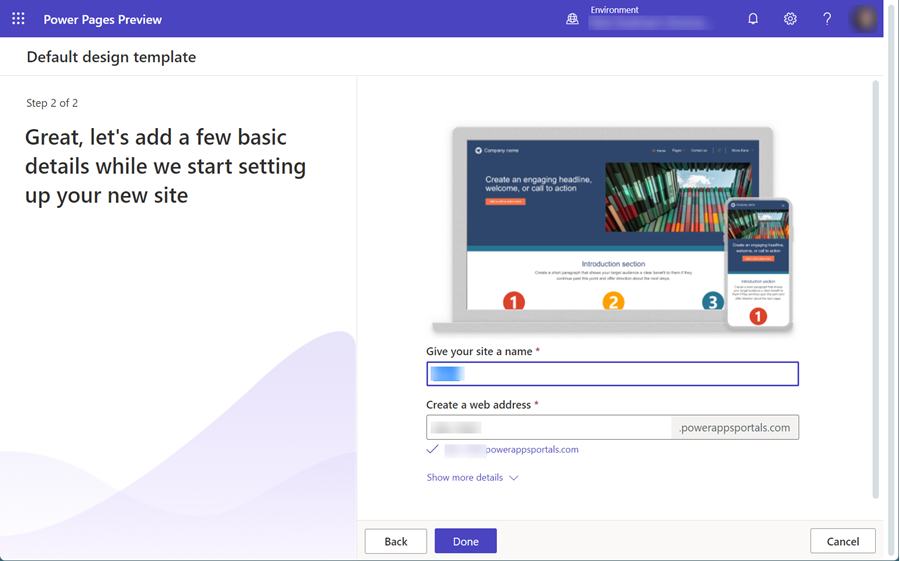 Power Pages Preview
Environment
?
Default design template
Step 2 of 2
Great, let's add a few basic
details while we start setting
up your new site
Company name
Home Pages Contact us
Create an engaging headline,
welcome, or call to action
Introduction section
Create a short paragraph that shows your target audience a clear benefit to them if they
continue past this point and offer direction about the next steps.
1 2 3
Create an engaging headline,
welcome, or call to action
Introduction section
1
Give your site a name *
Create a web address *
.powerappsportals.com
powerappsportals.com
Show more details
Back Done Cancel